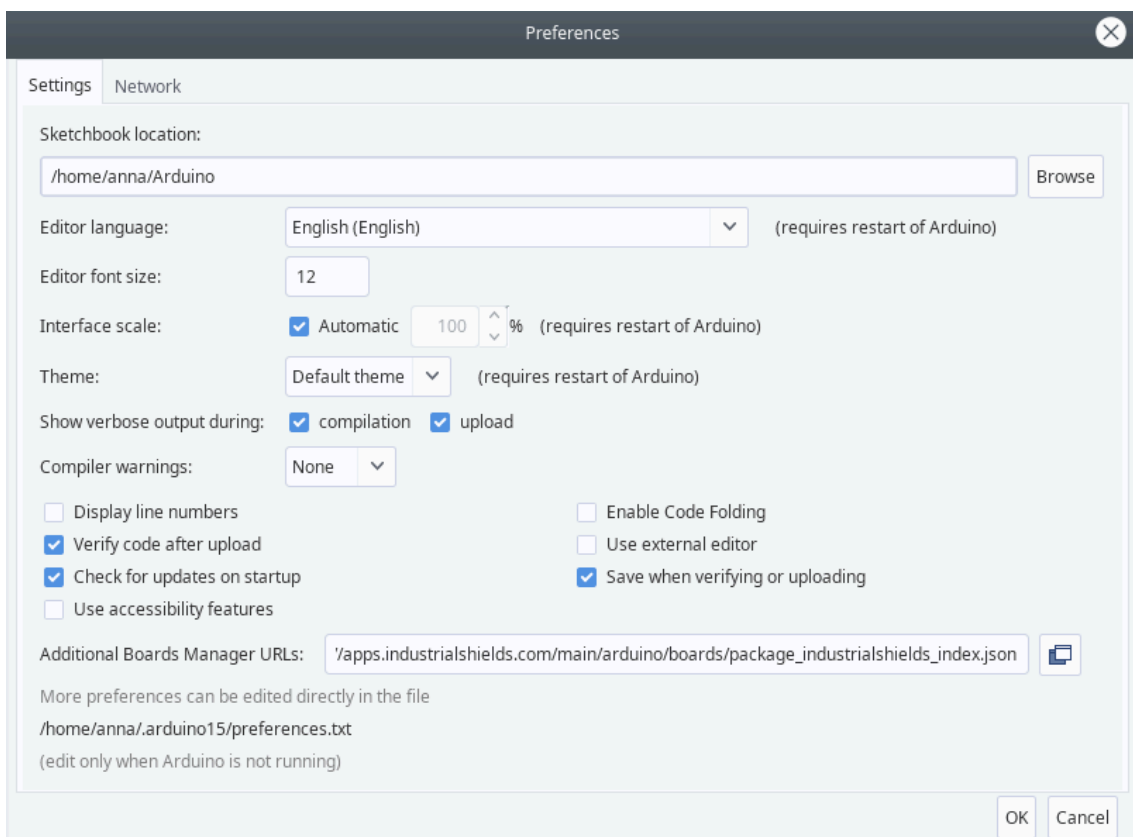 Preferences
Settings Network
Sketchbook location:
/home/anna/Arduino Browse
Editor language: English (English) (requires restart of Arduino)
Editor font size: 12
Interface scale: Automatic 100 % (requires restart of Arduino)
Theme: Default theme (requires restart of Arduino)
Show verbose output during: compilation upload
Compiler warnings: None
Display line numbers Enable Code Folding
Verify code after upload Use external editor
Check for updates on startup Save when verifying or uploading
Use accessibility features
Additional Boards Manager URLs: /apps.industrialshields.com/main/arduino/boards/package_industrialshields_index.json
More preferences can be edited directly in the file
/home/anna/.arduino15/preferences.txt
(edit only when Arduino is not running)
OK Cancel